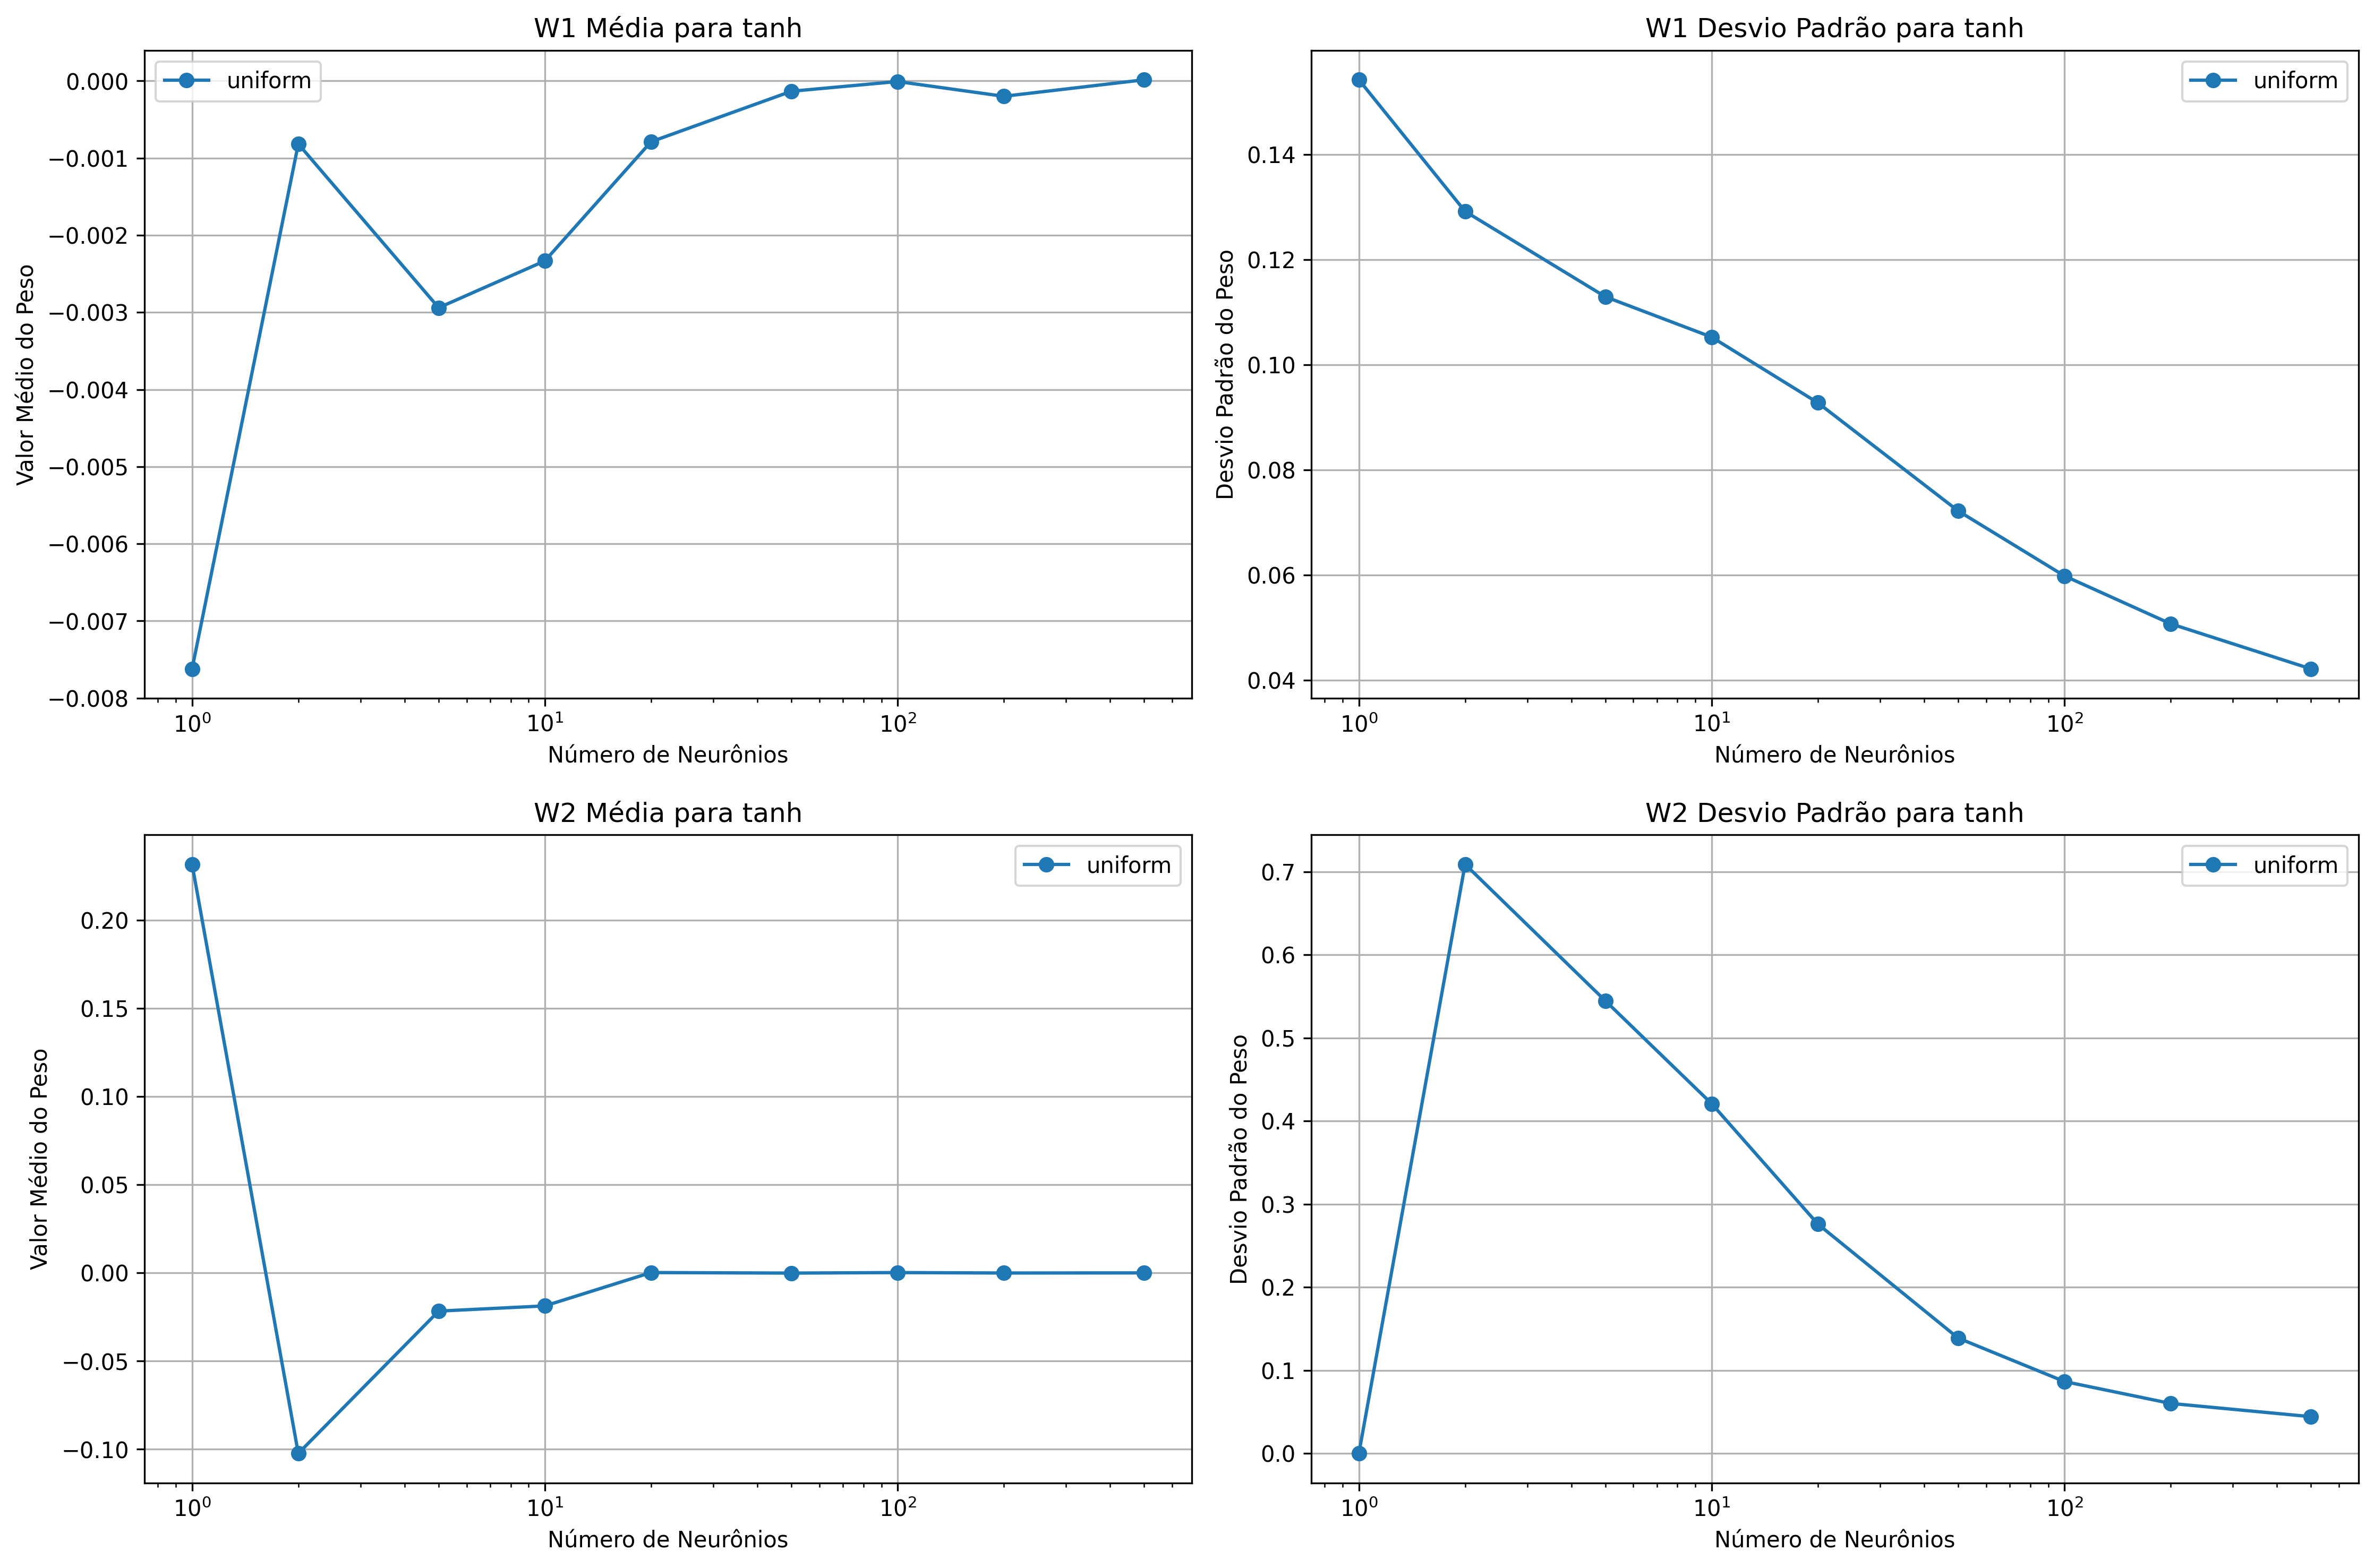 W1 Média para tanh
uniform
Valor Médio do Peso
0.000
−0.001
−0.002
−0.003
−0.004
−0.005
−0.006
−0.007
−0.008
10⁰ 10¹ 10²
Número de Neurônios
W1 Desvio Padrão para tanh
uniform
Desvio Padrão do Peso
0.14
0.12
0.10
0.08
0.06
0.04
10⁰ 10¹ 10²
Número de Neurônios
W2 Média para tanh
uniform
Valor Médio do Peso
0.20
0.15
0.10
0.05
0.00
−0.05
−0.10
10⁰ 10¹ 10²
Número de Neurônios
W2 Desvio Padrão para tanh
uniform
Desvio Padrão do Peso
0.7
0.6
0.5
0.4
0.3
0.2
0.1
0.0
10⁰ 10¹ 10²
Número de Neurônios